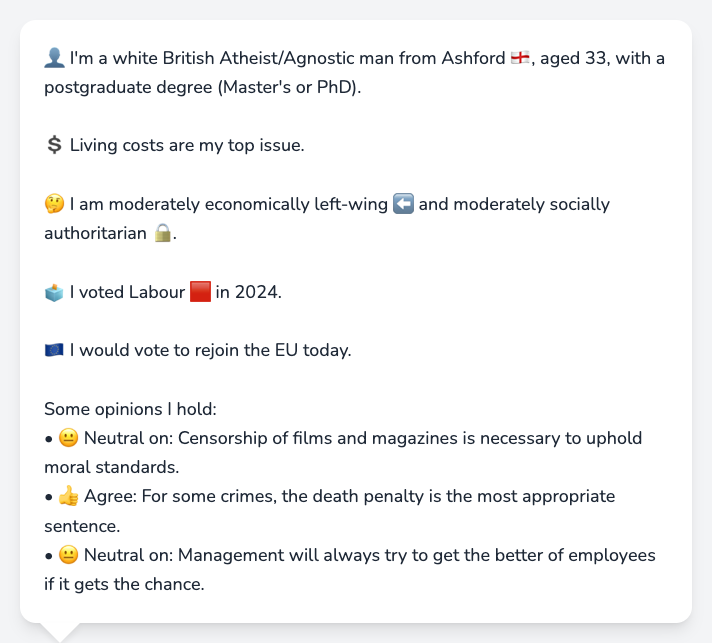 👤 I'm a white British Atheist/Agnostic man from Ashford 🏴󠁧󠁢󠁥󠁮󠁧󠁿, aged 33, with a
postgraduate degree (Master's or PhD).
💲 Living costs are my top issue.
🤔 I am moderately economically left-wing ⬅️ and moderately socially
authoritarian 🔒.
🗳️ I voted Labour 🟥 in 2024.
🇪🇺 I would vote to rejoin the EU today.
Some opinions I hold:
• 😐 Neutral on: Censorship of films and magazines is necessary to uphold
moral standards.
• 👍 Agree: For some crimes, the death penalty is the most appropriate
sentence.
• 😐 Neutral on: Management will always try to get the better of employees
if it gets the chance.